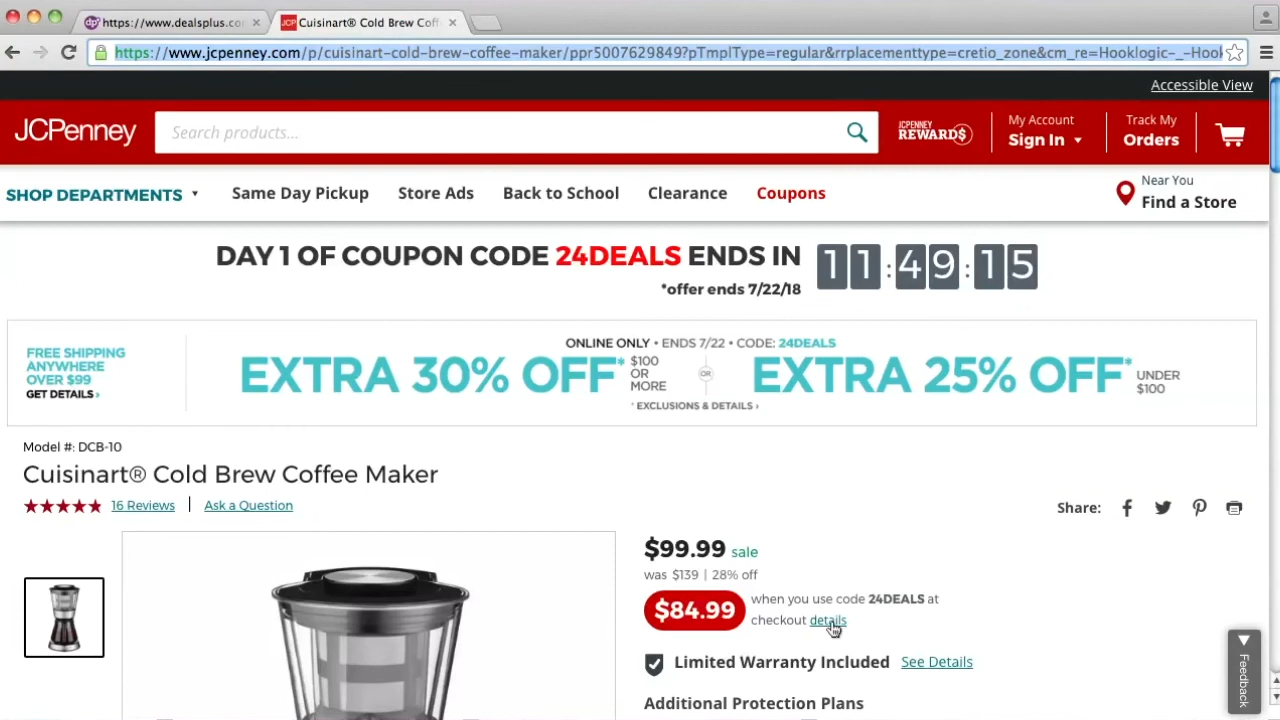 https://www.dealsplus.co
Cuisinart® Cold Brew Coff
https://www.jcpenney.com/p/cuisinart-cold-brew-coffee-maker/ppr5007629849?pTmplType=regular&rrplacementtype=cretio_zone&cm_re=Hooklogic-_-Hool
Accessible View
JCPenney
Search products...
JCPENNEY
REWARD$
My Account
Sign In
Track My
Orders
SHOP DEPARTMENTS
Same Day Pickup
Store Ads
Back to School
Clearance
Coupons
Near You
Find a Store
DAY 1 OF COUPON CODE 24DEALS ENDS IN
11:49:15
*offer ends 7/22/18
FREE SHIPPING
ANYWHERE
OVER $99
GET DETAILS ›
ONLINE ONLY • ENDS 7/22 • CODE: 24DEALS
EXTRA 30% OFF*
$100
OR
MORE
OR
EXTRA 25% OFF*
UNDER
$100
* EXCLUSIONS & DETAILS ›
Model #: DCB-10
Cuisinart® Cold Brew Coffee Maker
16 Reviews
Ask a Question
Share:
$99.99 sale
was $139 | 28% off
$84.99
when you use code 24DEALS at
checkout details
Limited Warranty Included
See Details
Additional Protection Plans
Feedback